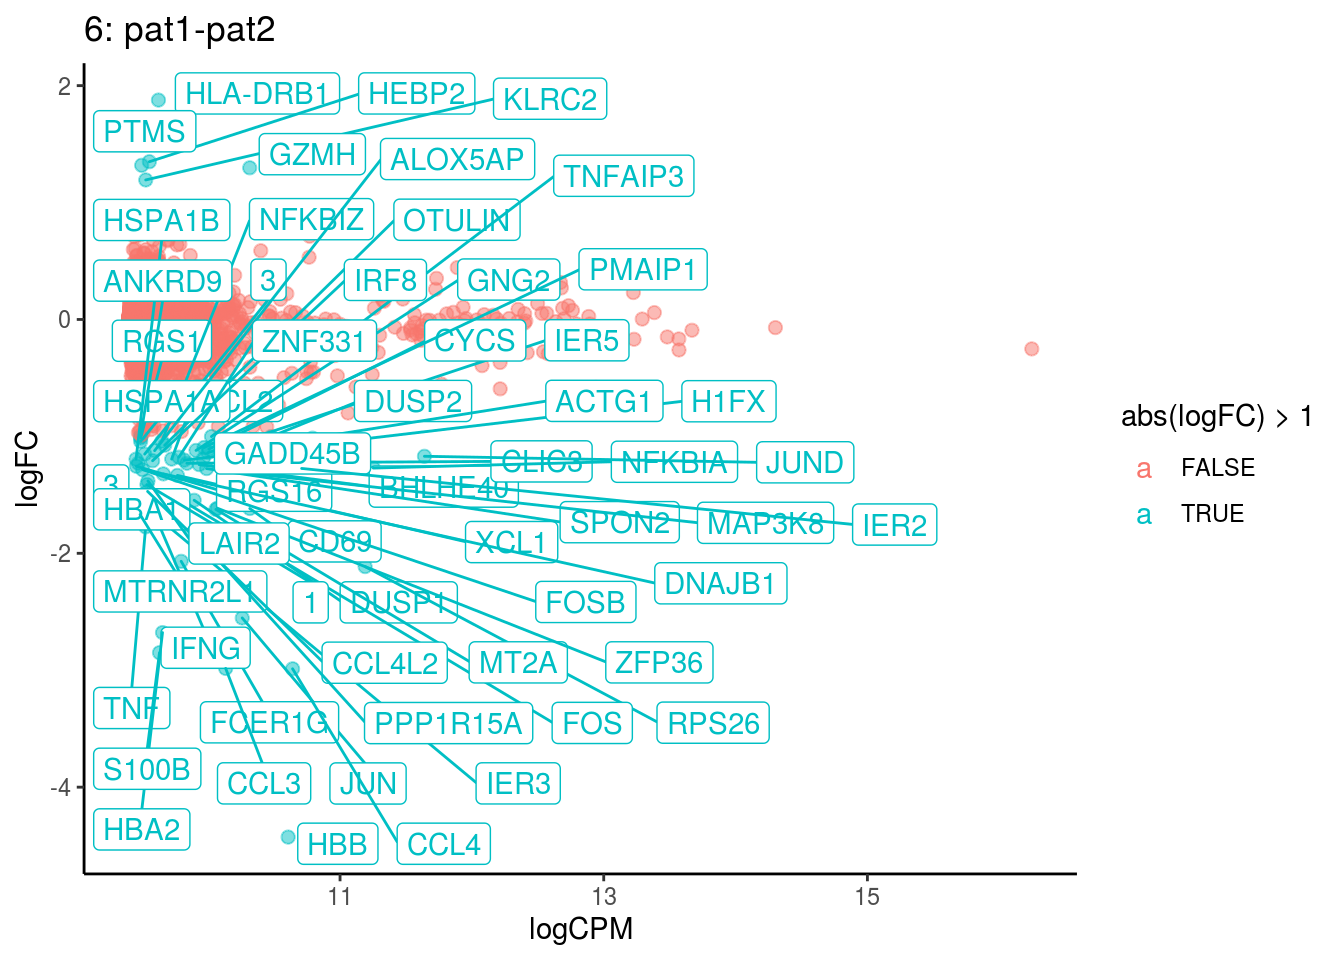 6: pat1-pat2
HLA-DRB1
HEBP2
KLRC2
PTMS
GZMH
ALOX5AP
TNFAIP3
HSPA1B
NFKBIZ
OTULIN
ANKRD9
3
IRF8
GNG2
PMAIP1
RGS1
ZNF331
CYCS
IER5
HSPA1A
CL2
DUSP2
ACTG1
H1FX
GADD45B
CLIC3
NFKBIA
JUND
3
RGS16
BHLHE40
HBA1
SPON2
MAP3K8
IER2
LAIR2
CD69
XCL1
MTRNR2L1
1
DUSP1
FOSB
DNAJB1
IFNG
CCL4L2
MT2A
ZFP36
TNF
FCER1G
PPP1R15A
FOS
RPS26
S100B
CCL3
JUN
IER3
HBA2
HBB
CCL4
2
0
-2
-4
logFC
11
13
15
logCPM
abs(logFC) > 1
a FALSE
a TRUE